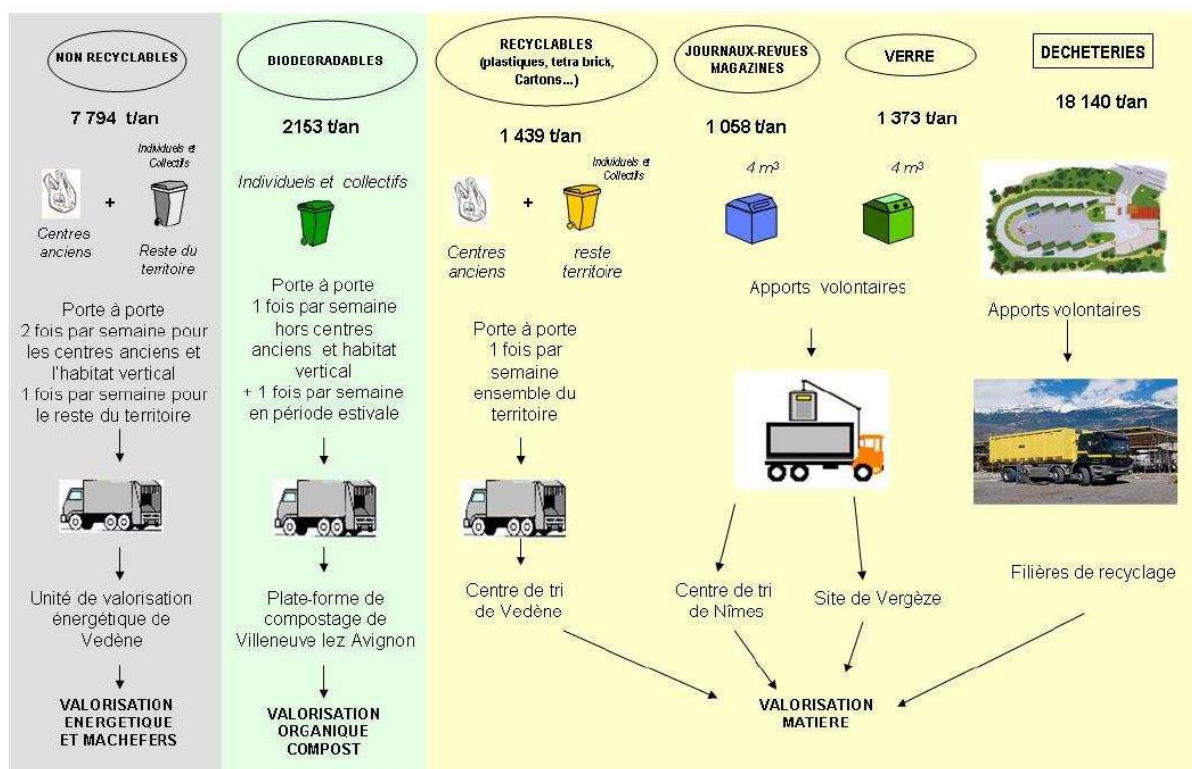 NON RECYCLABLES
7 794 t/an
Individuels et
Collectifs
+
Centres
anciens
Reste du
territoire
Porte à porte
2 fois par semaine pour
les centres anciens et
l'habitat vertical
1 fois par semaine pour
le reste du territoire
Unité de valorisation
énergétique de
Vedène
VALORISATION
ENERGETIQUE
ET MACHEFERS
BIODEGRADABLES
2153 t/an
Individuels et collectifs
Porte à porte
1 fois par semaine
hors centres
anciens et habitat
vertical
+ 1 fois par semaine
en période estivale
Plate-forme de
compostage de
Villeneuve lez Avignon
VALORISATION
ORGANIQUE
COMPOST
RECYCLABLES
(plastiques, tetra brick,
Cartons...)
1 439 t/an
Individuels et
Collectifs
+
Centres
anciens
reste
territoire
Porte à porte
1 fois par
semaine
ensemble du
territoire
Centre de tri
de Vedène
JOURNAUX-REVUES
MAGAZINES
1 058 t/an
4 m³
VERRE
1 373 t/an
4 m³
Apports volontaires
Centre de tri
de Nîmes
Site de Vergèze
VALORISATION
MATIERE
DECHETERIES
18 140 t/an
Apports volontaires
Filières de recyclage